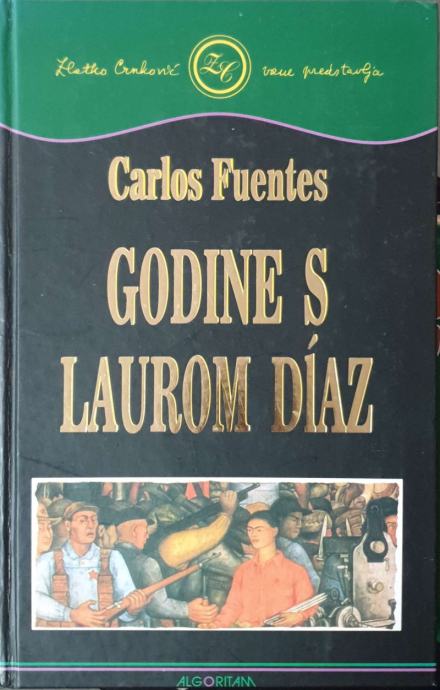 Zlatko Crnković ZC vam predstavlja
Carlos Fuentes
GODINE S
LAUROM DÍAZ
ALGORITAM